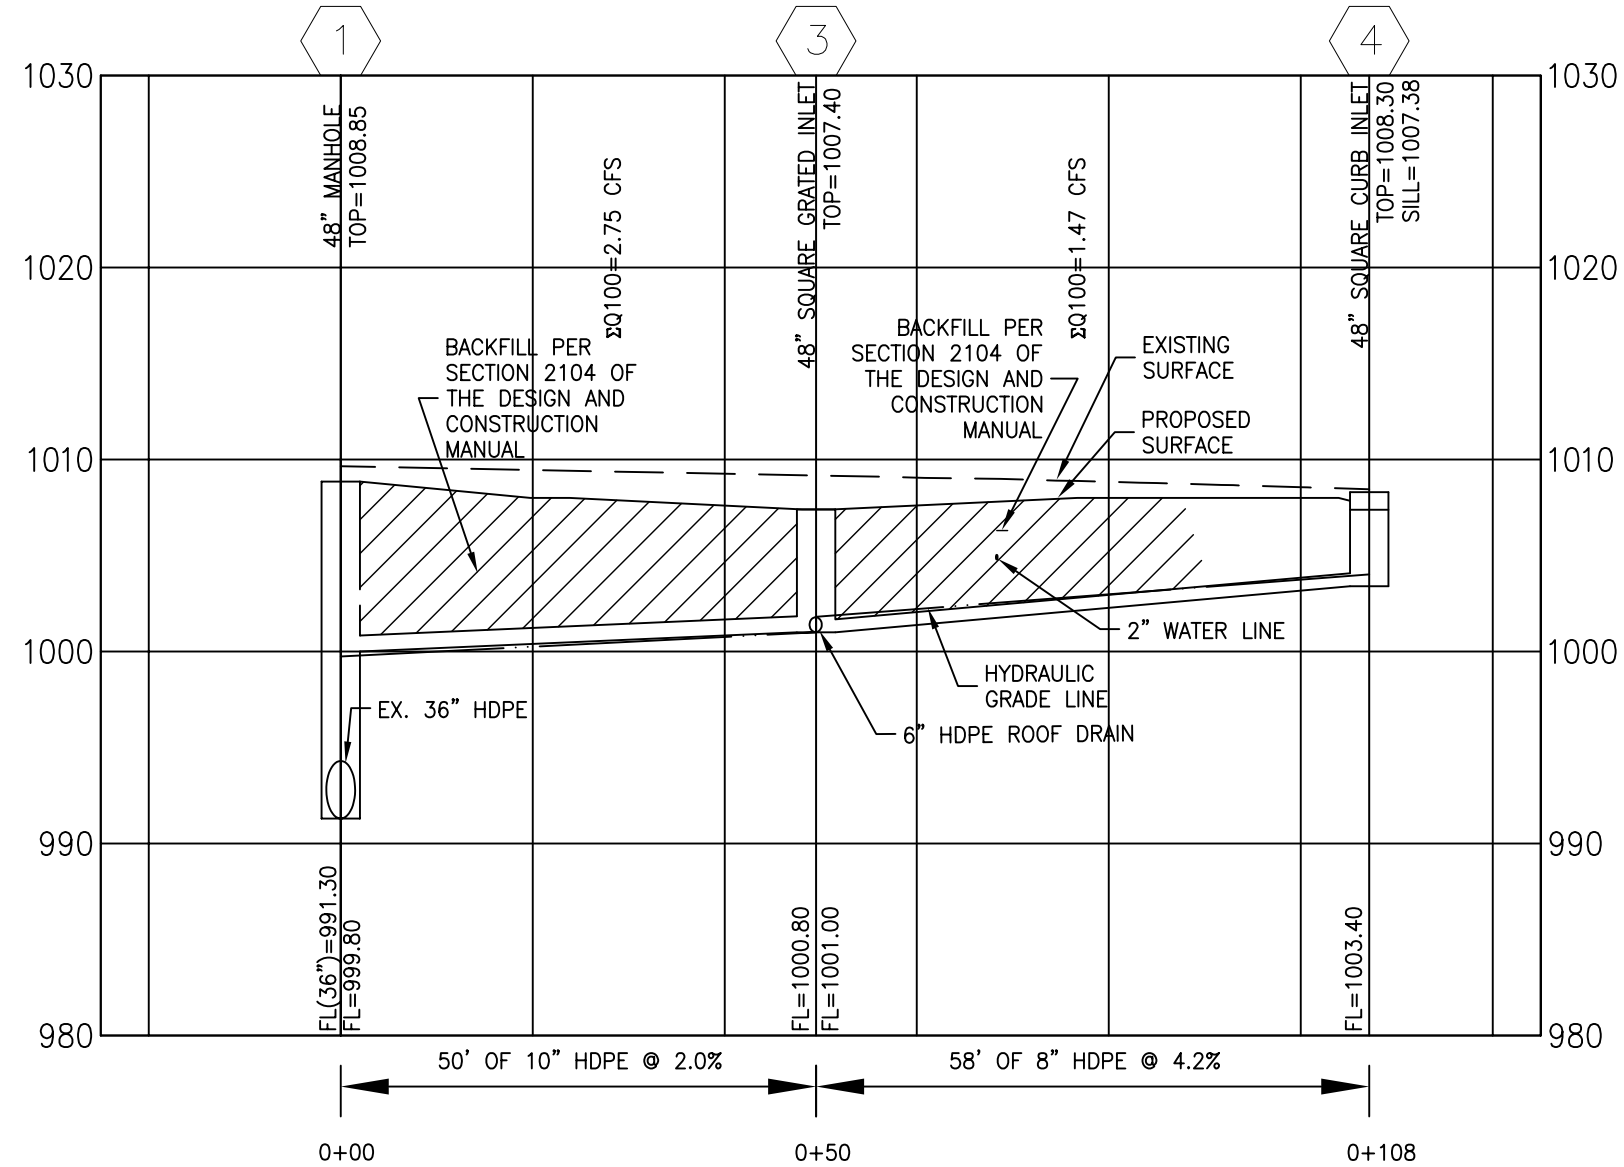 1
3
4
1030
1030
48" MANHOLE
TOP=1008.85
ΣQ100=2.75 CFS
48" SQUARE GRATED INLET
TOP=1007.40
ΣQ100=1.47 CFS
48" SQUARE CURB INLET
TOP=1008.30
SILL=1007.38
1020
1020
BACKFILL PER
SECTION 2104 OF
THE DESIGN AND
CONSTRUCTION
MANUAL
BACKFILL PER
SECTION 2104 OF
THE DESIGN AND
CONSTRUCTION
MANUAL
EXISTING
SURFACE
PROPOSED
SURFACE
1010
1010
2" WATER LINE
1000
1000
HYDRAULIC
GRADE LINE
EX. 36" HDPE
6" HDPE ROOF DRAIN
990
990
FL(36")=991.30
FL=999.80
FL=1000.80
FL=1001.00
FL=1003.40
980
980
50' OF 10" HDPE @ 2.0%
58' OF 8" HDPE @ 4.2%
0+00
0+50
0+108